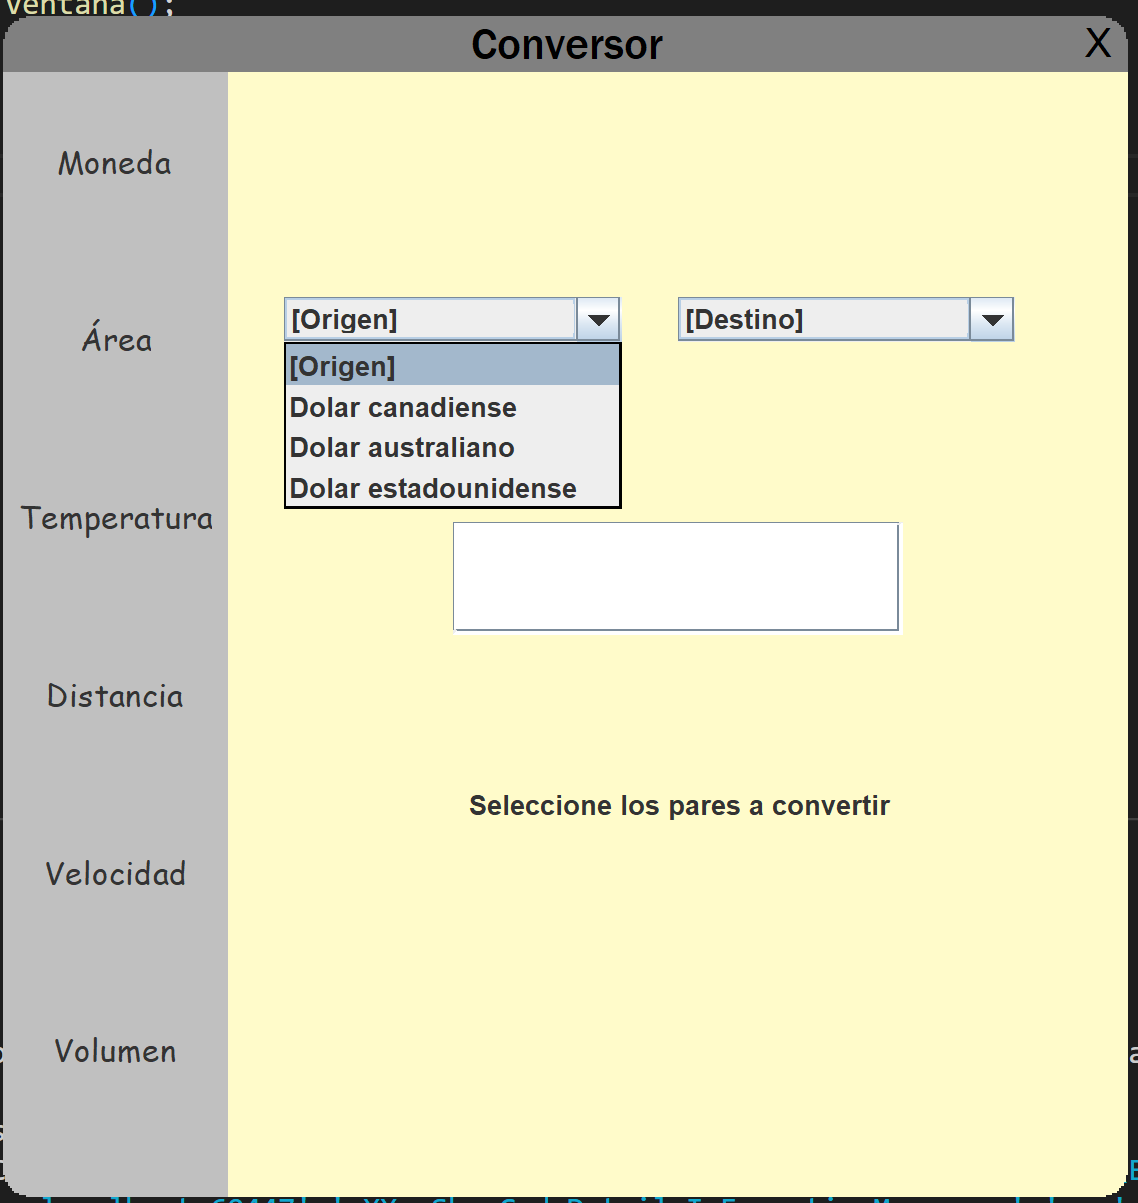 ventana();
Conversor X
Moneda
Área
Temperatura
Distancia
Velocidad
Volumen
[Origen] [Destino]
[Origen]
Dolar canadiense
Dolar australiano
Dolar estadounidense
Seleccione los pares a convertir